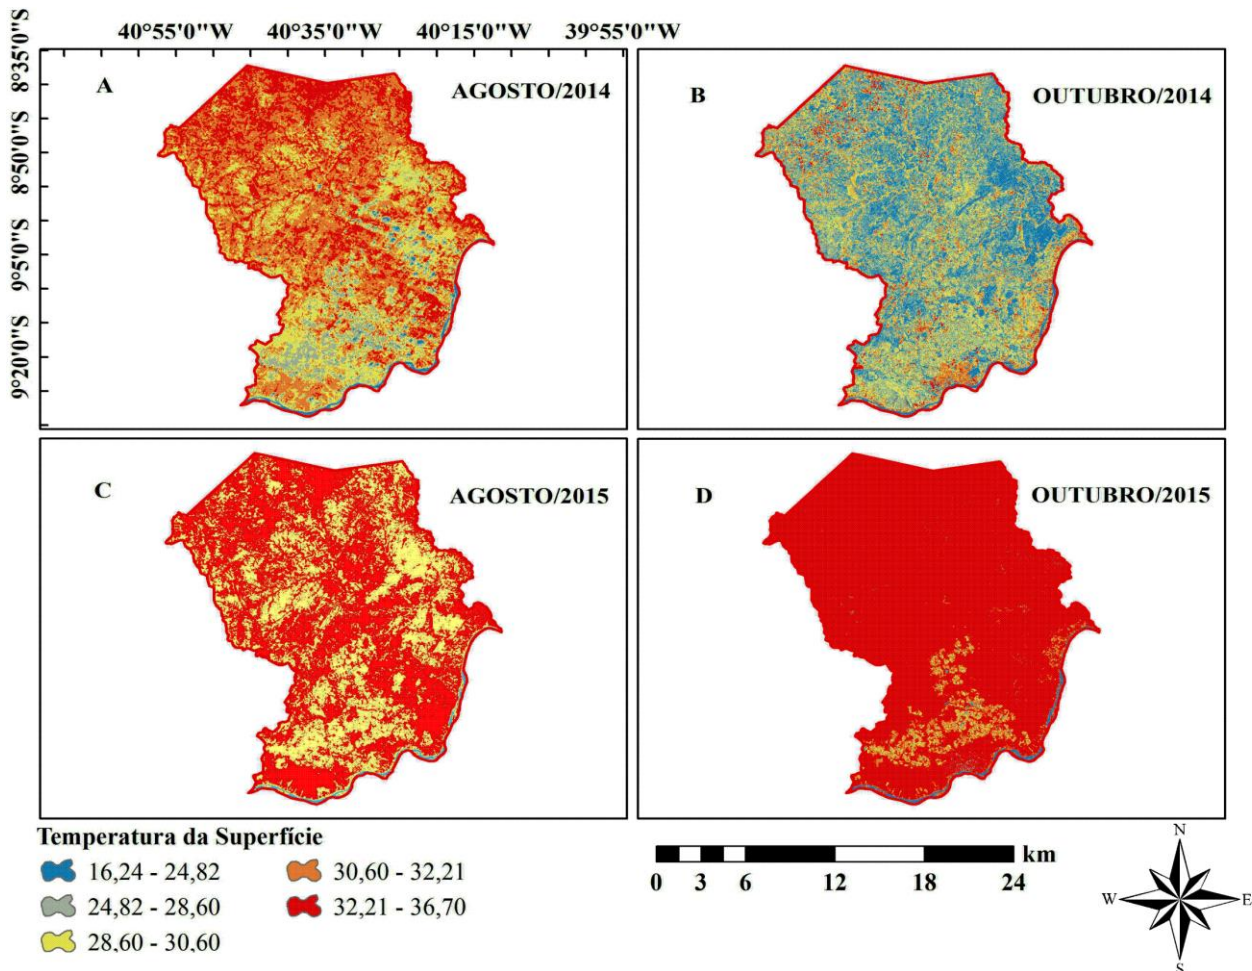 40°55'0"W 40°35'0"W 40°15'0"W 39°55'0"W
8°35'0"S
8°50'0"S
9°5'0"S
9°20'0"S
A
AGOSTO/2014
B
OUTUBRO/2014
C
AGOSTO/2015
D
OUTUBRO/2015
Temperatura da Superfície
16,24 - 24,82
24,82 - 28,60
28,60 - 30,60
30,60 - 32,21
32,21 - 36,70
km
0 3 6 12 18 24
N
W E
S